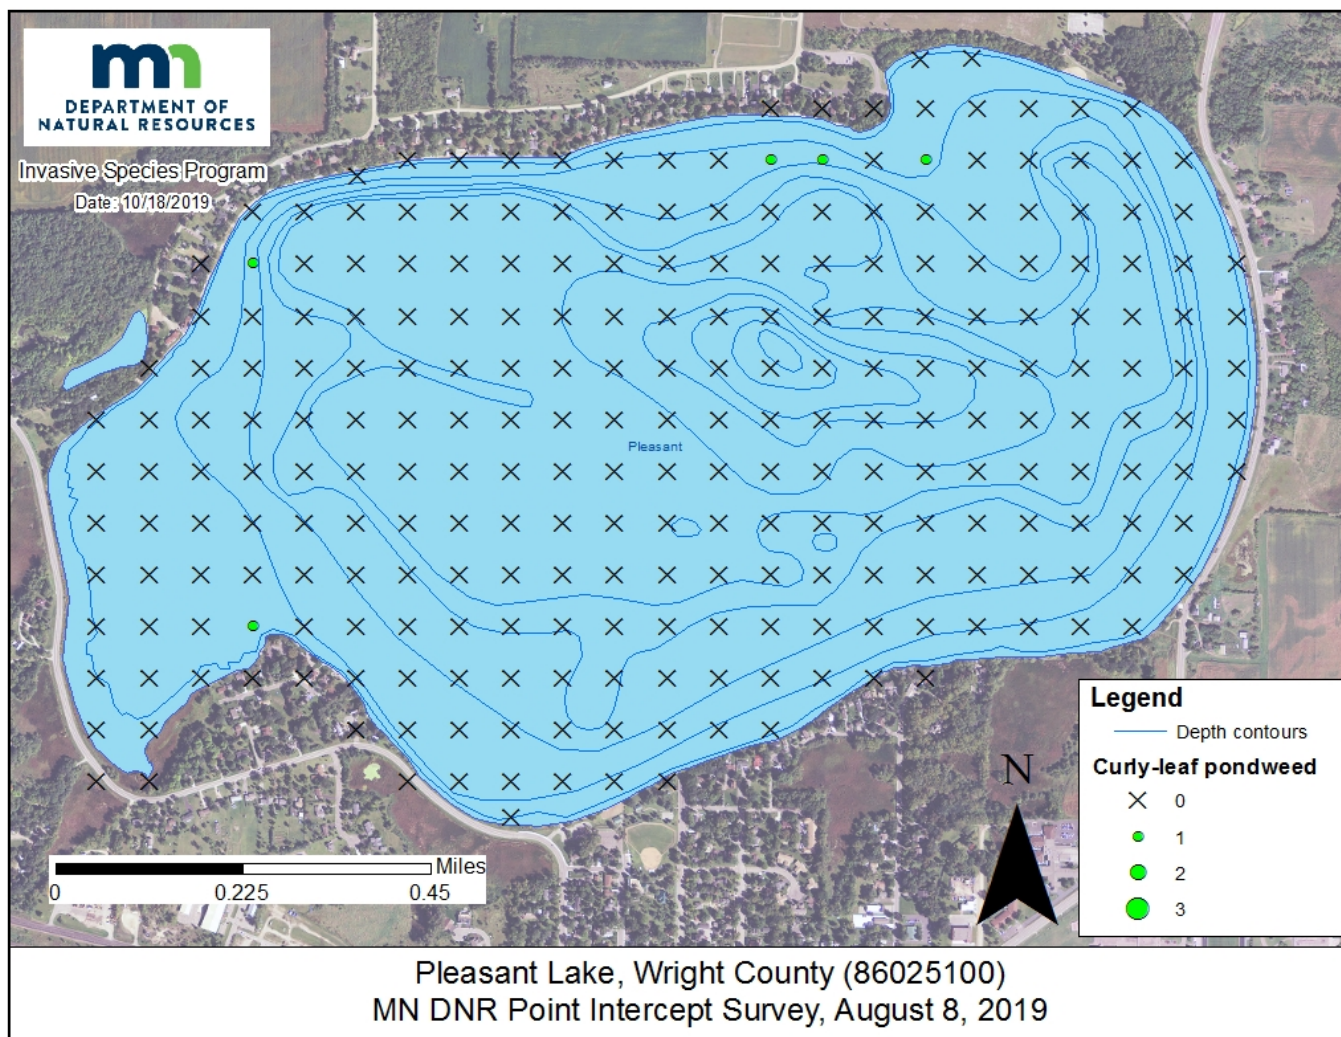 mn
DEPARTMENT OF
NATURAL RESOURCES
Invasive Species Program
Date: 10/18/2019
Pleasant
Legend
Depth contours
Curly-leaf pondweed
0
1
2
3
N
Miles
0 0.225 0.45
Pleasant Lake, Wright County (86025100)
MN DNR Point Intercept Survey, August 8, 2019